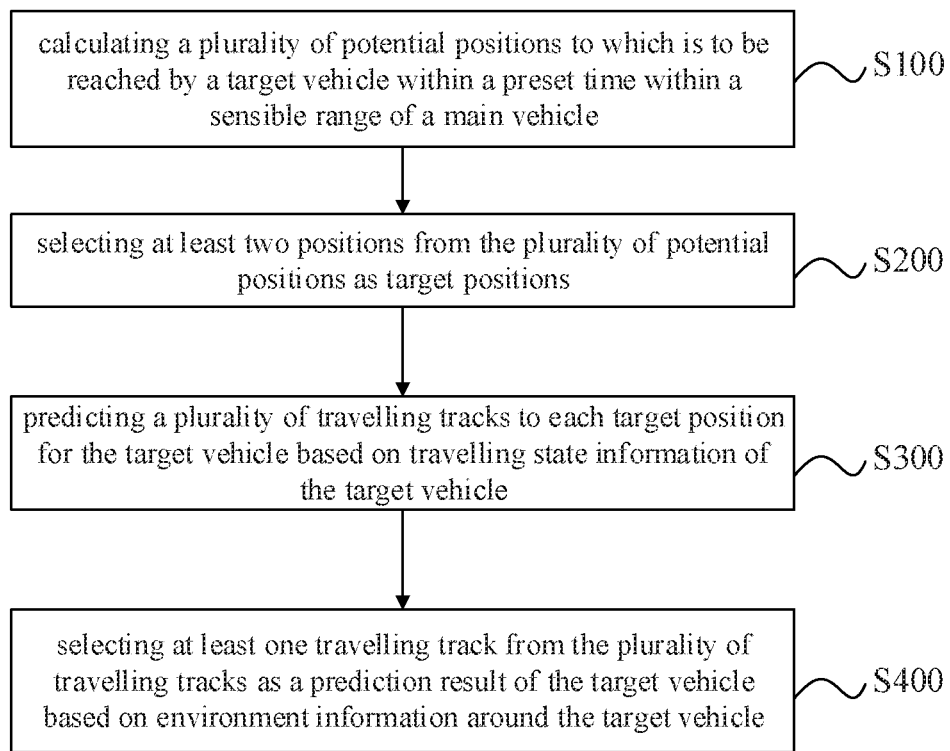 calculating a plurality of potential positions to which is to be
reached by a target vehicle within a preset time within a
sensible range of a main vehicle
S100
selecting at least two positions from the plurality of potential
positions as target positions
S200
predicting a plurality of travelling tracks to each target position
for the target vehicle based on travelling state information of
the target vehicle
S300
selecting at least one travelling track from the plurality of
travelling tracks as a prediction result of the target vehicle
based on environment information around the target vehicle
S400